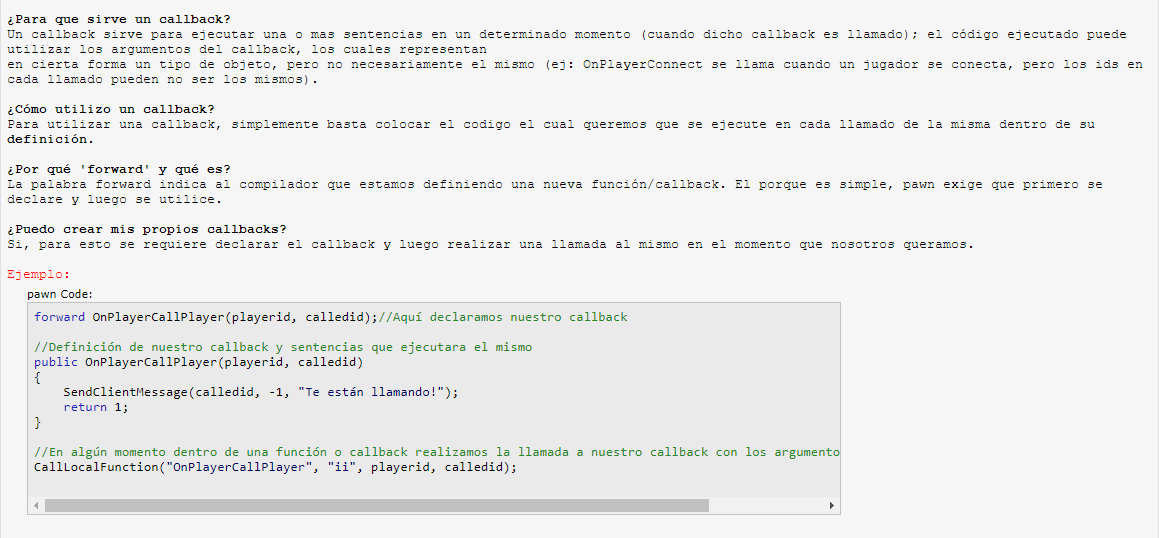 ¿Para que sirve un callback?
Un callback sirve para ejecutar una o mas sentencias en un determinado momento (cuando dicho callback es llamado); el código ejecutado puede
utilizar los argumentos del callback, los cuales representan
en cierta forma un tipo de objeto, pero no necesariamente el mismo (ej: OnPlayerConnect se llama cuando un jugador se conecta, pero los ids en
cada llamado pueden no ser los mismos).
¿Cómo utilizo un callback?
Para utilizar una callback, simplemente basta colocar el codigo el cual queremos que se ejecute en cada llamado de la misma dentro de su
definición.
¿Por qué 'forward' y qué es?
La palabra forward indica al compilador que estamos definiendo una nueva función/callback. El porque es simple, pawn exige que primero se
declare y luego se utilice.
¿Puedo crear mis propios callbacks?
Si, para esto se requiere declarar el callback y luego realizar una llamada al mismo en el momento que nosotros queramos.
Ejemplo:
pawn Code:
forward OnPlayerCallPlayer(playerid, calledid);//Aquí declaramos nuestro callback
//Definición de nuestro callback y sentencias que ejecutara el mismo
public OnPlayerCallPlayer(playerid, calledid)
{
SendClientMessage(calledid, -1, "Te están llamando!");
return 1;
}
//En algún momento dentro de una función o callback realizamos la llamada a nuestro callback con los argumento
CallLocalFunction("OnPlayerCallPlayer", "ii", playerid, calledid);